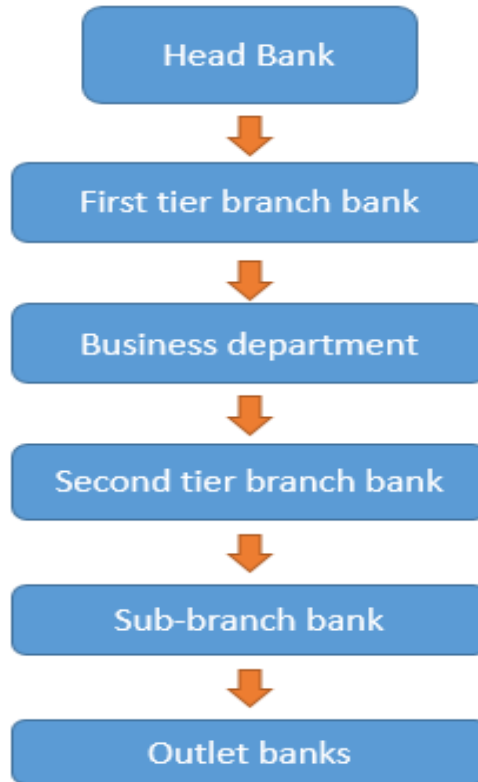 Head Bank
First tier branch bank
Business department
Second tier branch bank
Sub-branch bank
Outlet banks